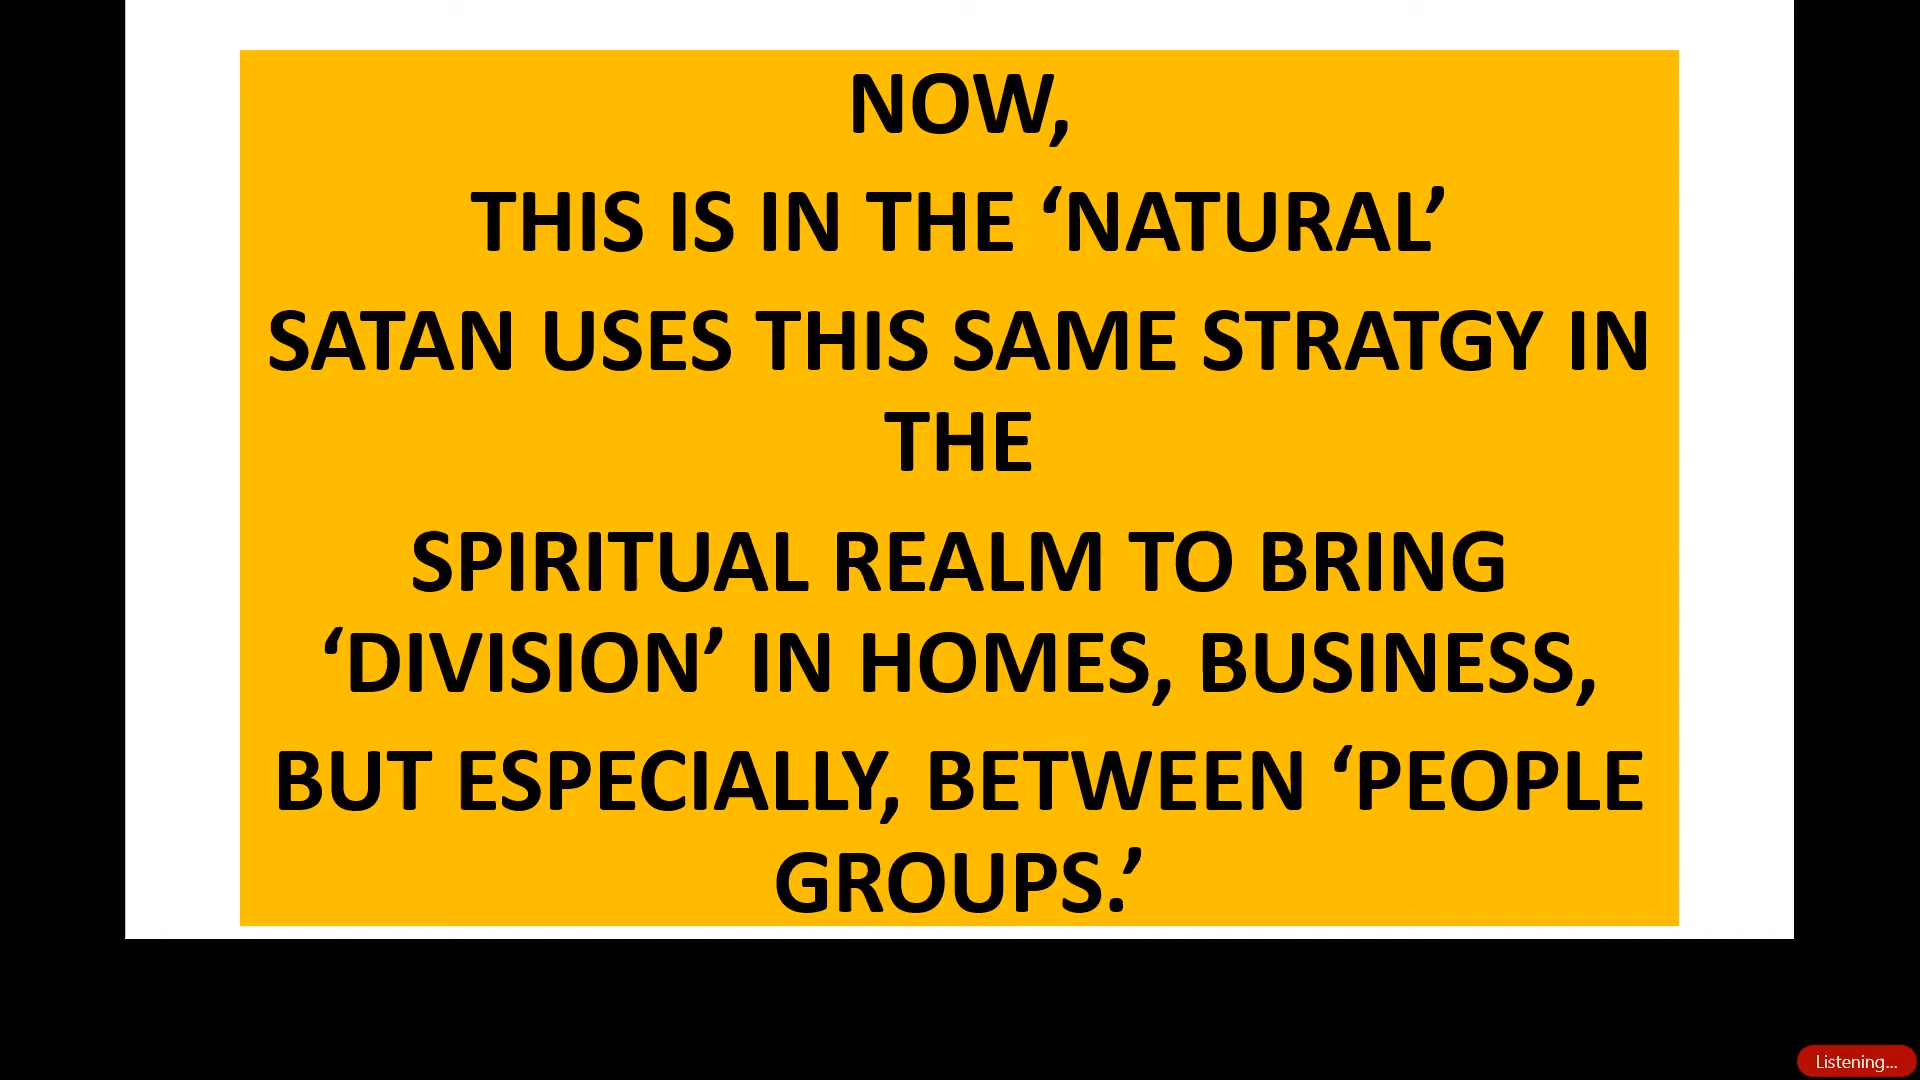 NOW,
THIS IS IN THE ‘NATURAL’
SATAN USES THIS SAME STRATGY IN
THE
SPIRITUAL REALM TO BRING
‘DIVISION’ IN HOMES, BUSINESS,
BUT ESPECIALLY, BETWEEN ‘PEOPLE
GROUPS.’
Listening...